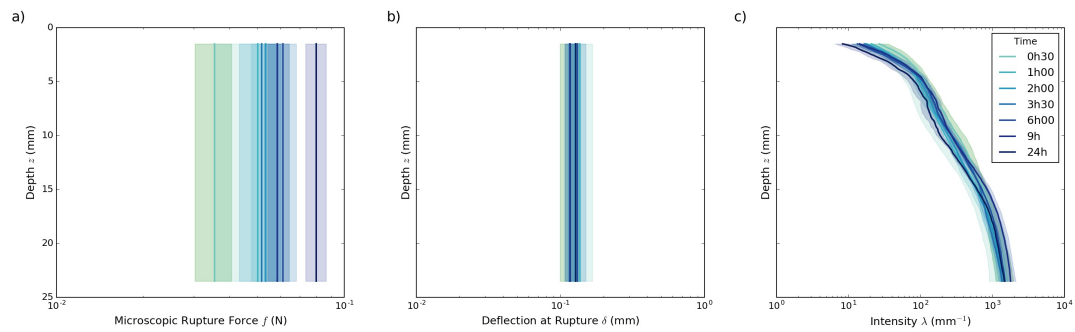 a)
Depth z (mm)
0
5
10
15
20
25
10⁻²
10⁻¹
Microscopic Rupture Force f (N)
b)
Depth z (mm)
10⁻²
10⁻¹
10⁰
Deflection at Rupture δ (mm)
c)
Depth z (mm)
Time
0h30
1h00
2h00
3h30
6h00
9h
24h
10⁰
10¹
10²
10³
10⁴
Intensity λ (mm⁻¹)